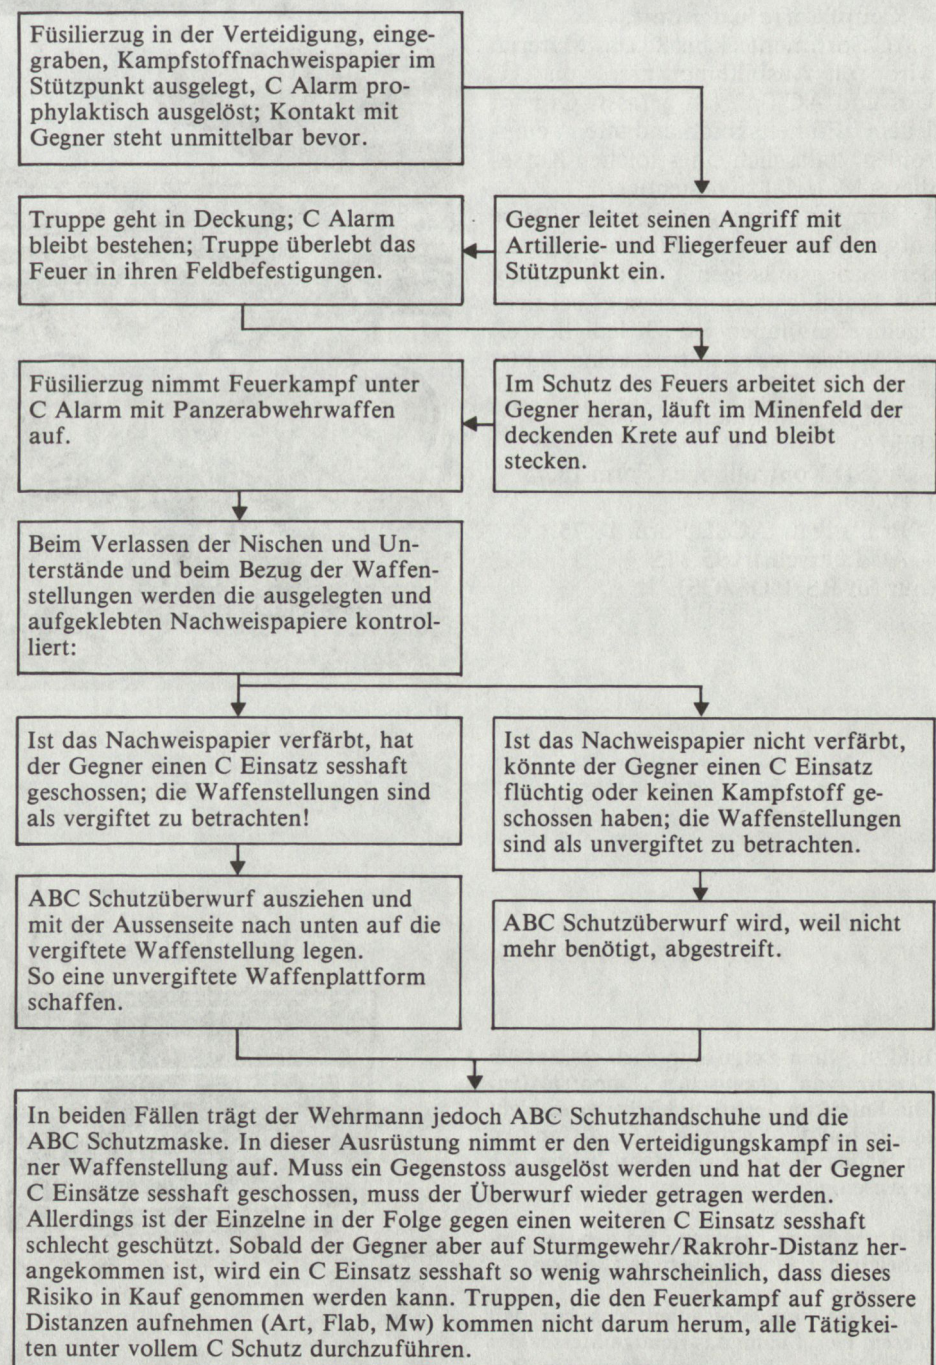 Füsilierzug in der Verteidigung, einge-
graben, Kampfstoffnachweispapier im
Stützpunkt ausgelegt, C Alarm pro-
phylaktisch ausgelöst; Kontakt mit
Gegner steht unmittelbar bevor.
Gegner leitet seinen Angriff mit
Artillerie- und Fliegerfeuer auf den
Stützpunkt ein.
Truppe geht in Deckung; C Alarm
bleibt bestehen; Truppe überlebt das
Feuer in ihren Feldbefestigungen.
Im Schutz des Feuers arbeitet sich der
Gegner heran, läuft im Minenfeld der
deckenden Krete auf und bleibt
stecken.
Füsilierzug nimmt Feuerkampf unter
C Alarm mit Panzerabwehrwaffen
auf.
Beim Verlassen der Nischen und Un-
terstände und beim Bezug der Waffen-
stellungen werden die ausgelegten und
aufgeklebten Nachweispapiere kontrol-
liert:
Ist das Nachweispapier verfärbt, hat
der Gegner einen C Einsatz sesshaft
geschossen; die Waffenstellungen sind
als vergiftet zu betrachten!
Ist das Nachweispapier nicht verfärbt,
könnte der Gegner einen C Einsatz
flüchtig oder keinen Kampfstoff ge-
schossen haben; die Waffenstellungen
sind als unvergiftet zu betrachten.
ABC Schutzüberwurf ausziehen und
mit der Aussenseite nach unten auf die
vergiftete Waffenstellung legen.
So eine unvergiftete Waffenplattform
schaffen.
ABC Schutzüberwurf wird, weil nicht
mehr benötigt, abgestreift.
In beiden Fällen trägt der Wehrmann jedoch ABC Schutzhandschuhe und die
ABC Schutzmaske. In dieser Ausrüstung nimmt er den Verteidigungskampf in sei-
ner Waffenstellung auf. Muss ein Gegenstoss ausgelöst werden und hat der Gegner
C Einsätze sesshaft geschossen, muss der Überwurf wieder getragen werden.
Allerdings ist der Einzelne in der Folge gegen einen weiteren C Einsatz sesshaft
schlecht geschützt. Sobald der Gegner aber auf Sturmgewehr/Rakrohr-Distanz her-
angekommen ist, wird ein C Einsatz sesshaft so wenig wahrscheinlich, dass dieses
Risiko in Kauf genommen werden kann. Truppen, die den Feuerkampf auf grössere
Distanzen aufnehmen (Art, Flab, Mw) kommen nicht darum herum, alle Tätigkei-
ten unter vollem C Schutz durchzuführen.